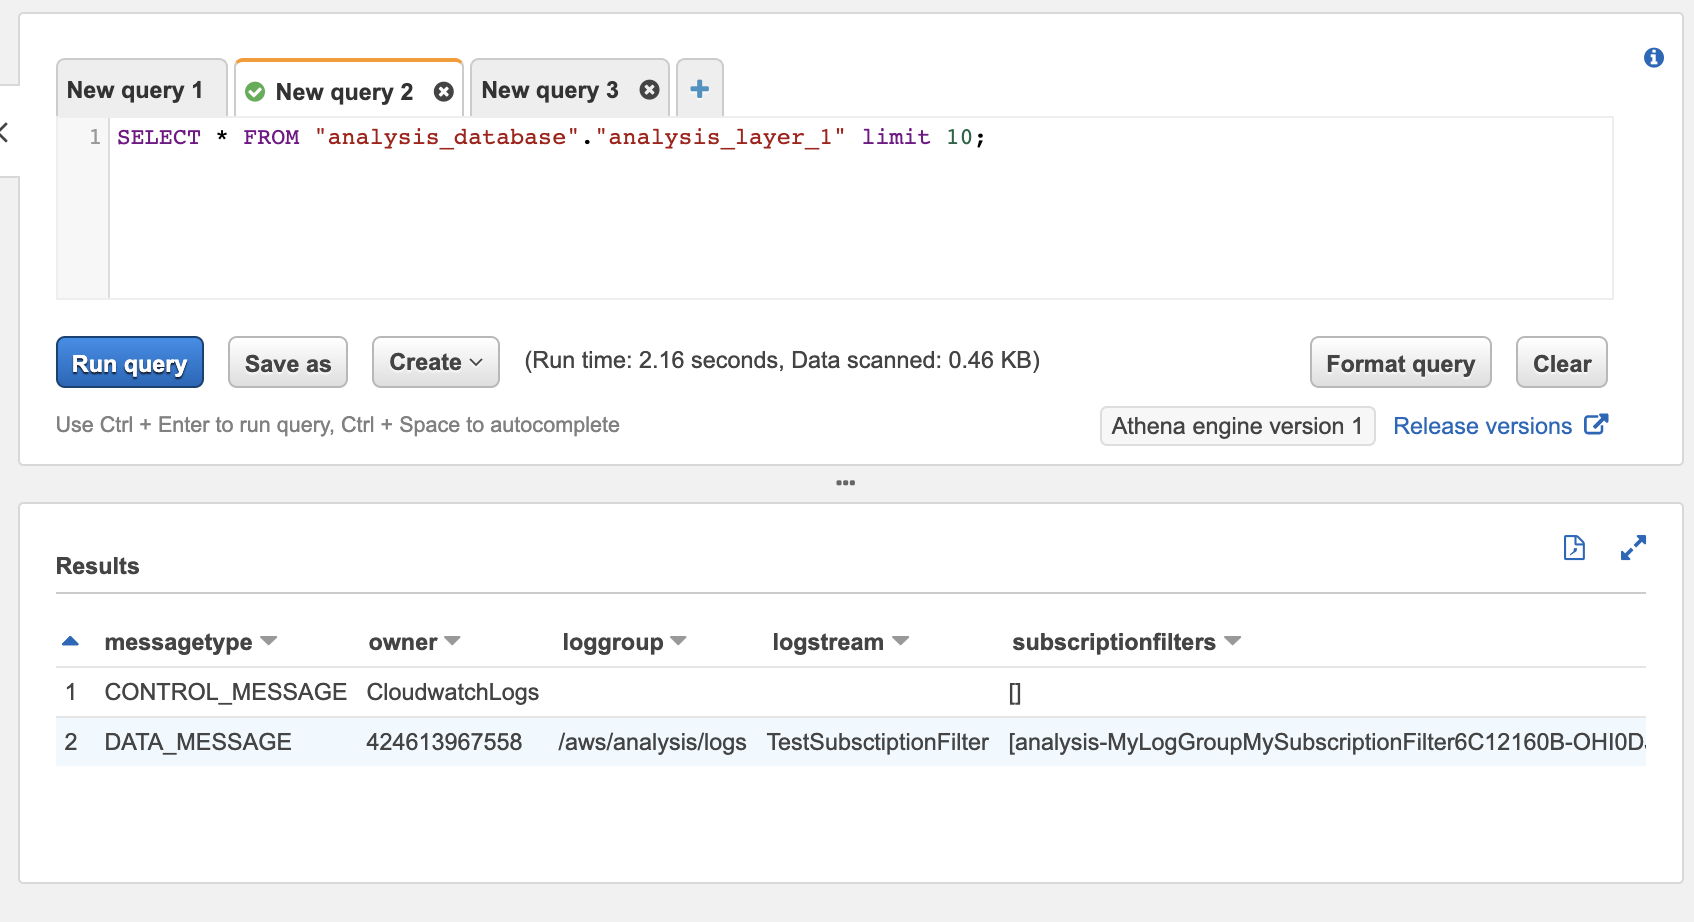 New query 1
New query 2
New query 3
1 SELECT * FROM "analysis_database"."analysis_layer_1" limit 10;
Run query Save as Create (Run time: 2.16 seconds, Data scanned: 0.46 KB) Format query Clear
Use Ctrl + Enter to run query, Ctrl + Space to autocomplete Athena engine version 1 Release versions
Results
messagetype owner loggroup logstream subscriptionfilters
1 CONTROL_MESSAGE CloudwatchLogs []
2 DATA_MESSAGE 424613967558 /aws/analysis/logs TestSubsctiptionFilter [analysis-MyLogGroupMySubscriptionFilter6C12160B-OHI0D